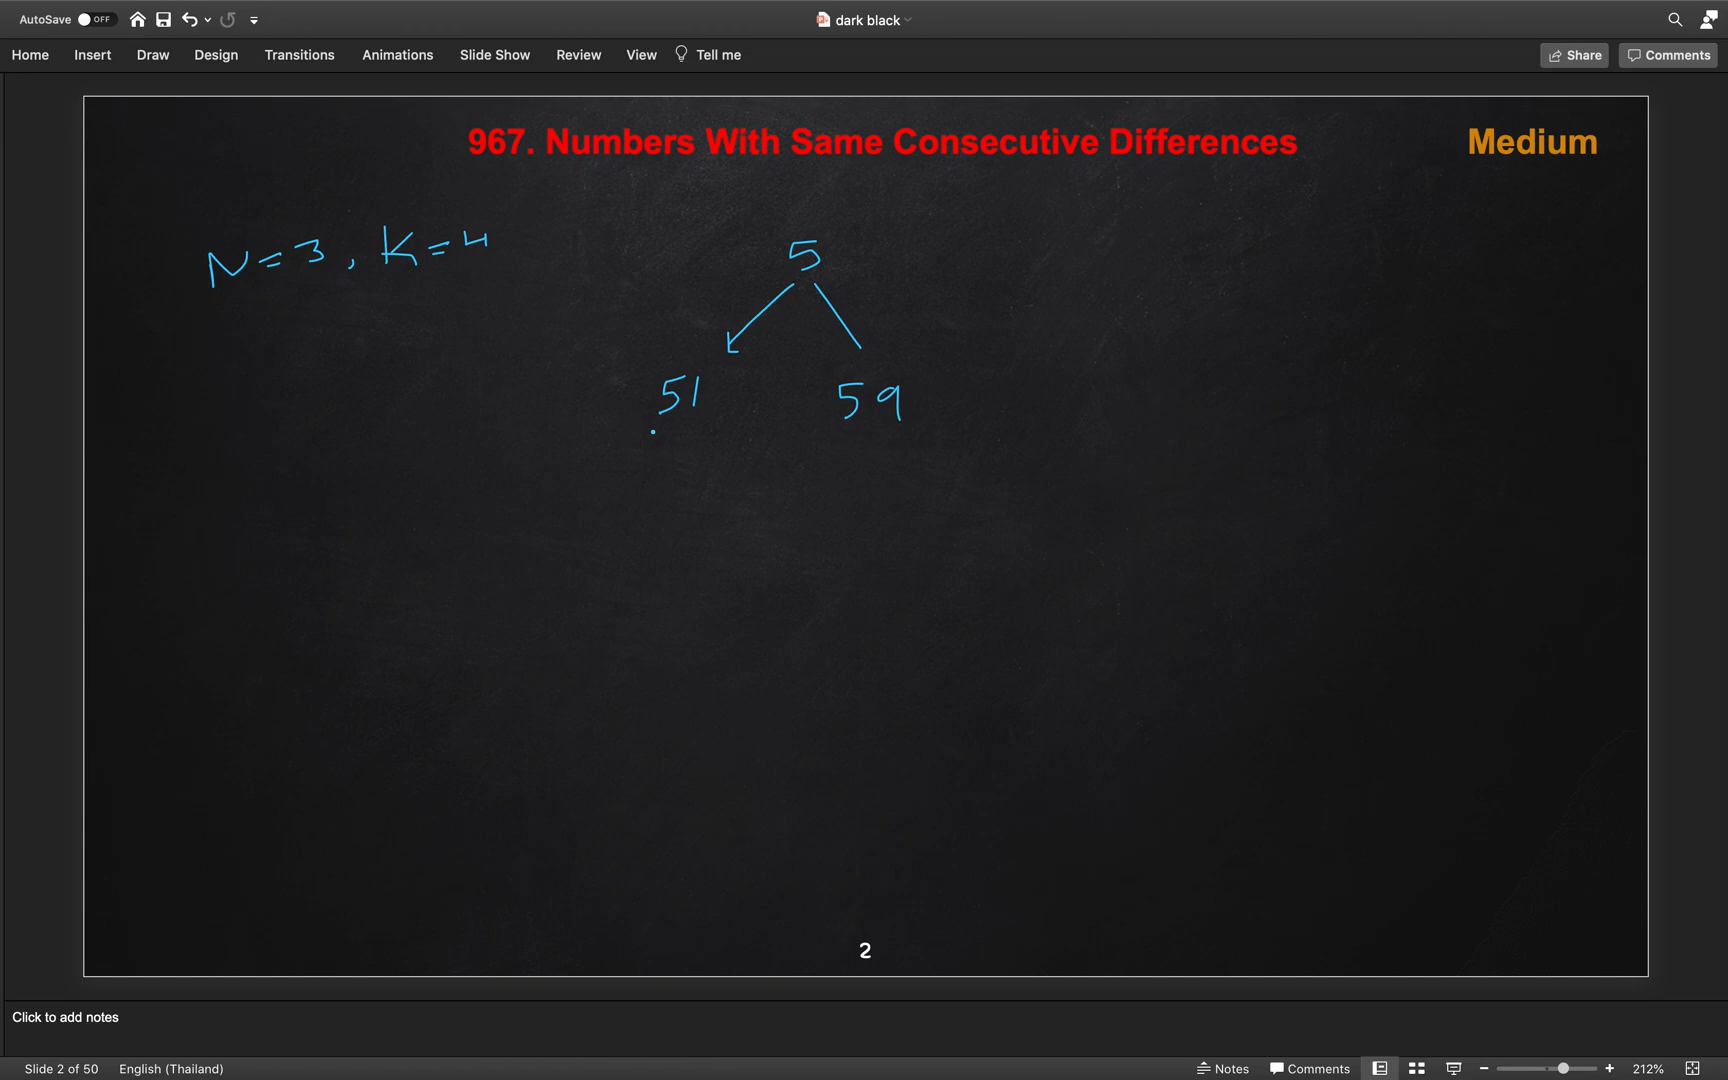 AutoSave OFF dark black
Home Insert Draw Design Transitions Animations Slide Show Review View Tell me Share Comments
967. Numbers With Same Consecutive Differences Medium
N=3, K=4
5
51 59
2
Click to add notes
Slide 2 of 50 English (Thailand) Notes Comments 212%